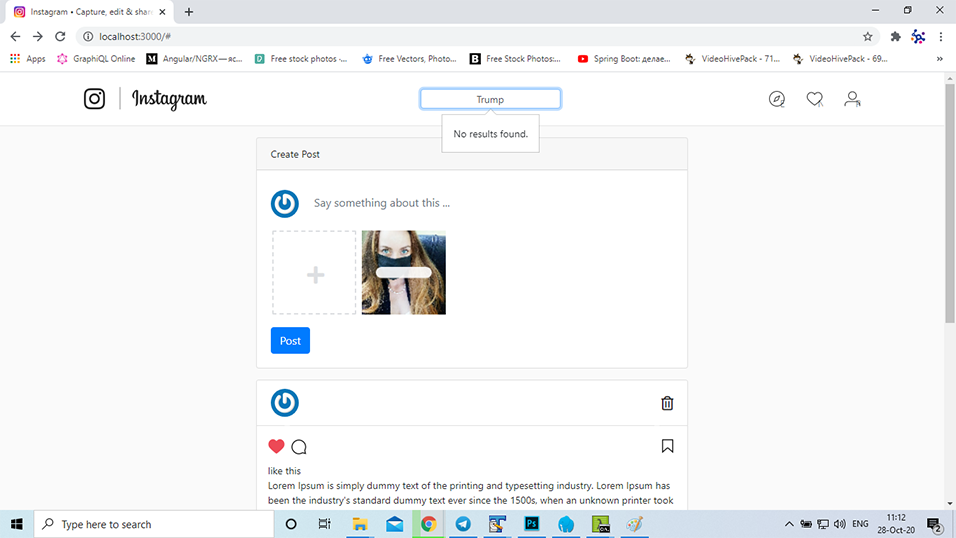 Instagram • Capture, edit & shar
localhost:3000/#
Apps
GraphiQL Online
Angular/NGRX — яс...
Free stock photos ·...
Free Vectors, Photo...
Free Stock Photos:...
Spring Boot: делае...
VideoHivePack - 71...
VideoHivePack - 69...
»
Instagram
Trump
No results found.
Create Post
Say something about this ...
Post
like this
Lorem Ipsum is simply dummy text of the printing and typesetting industry. Lorem Ipsum has
been the industry's standard dummy text ever since the 1500s, when an unknown printer took
Type here to search
ENG
11:12
28-Oct-20
2